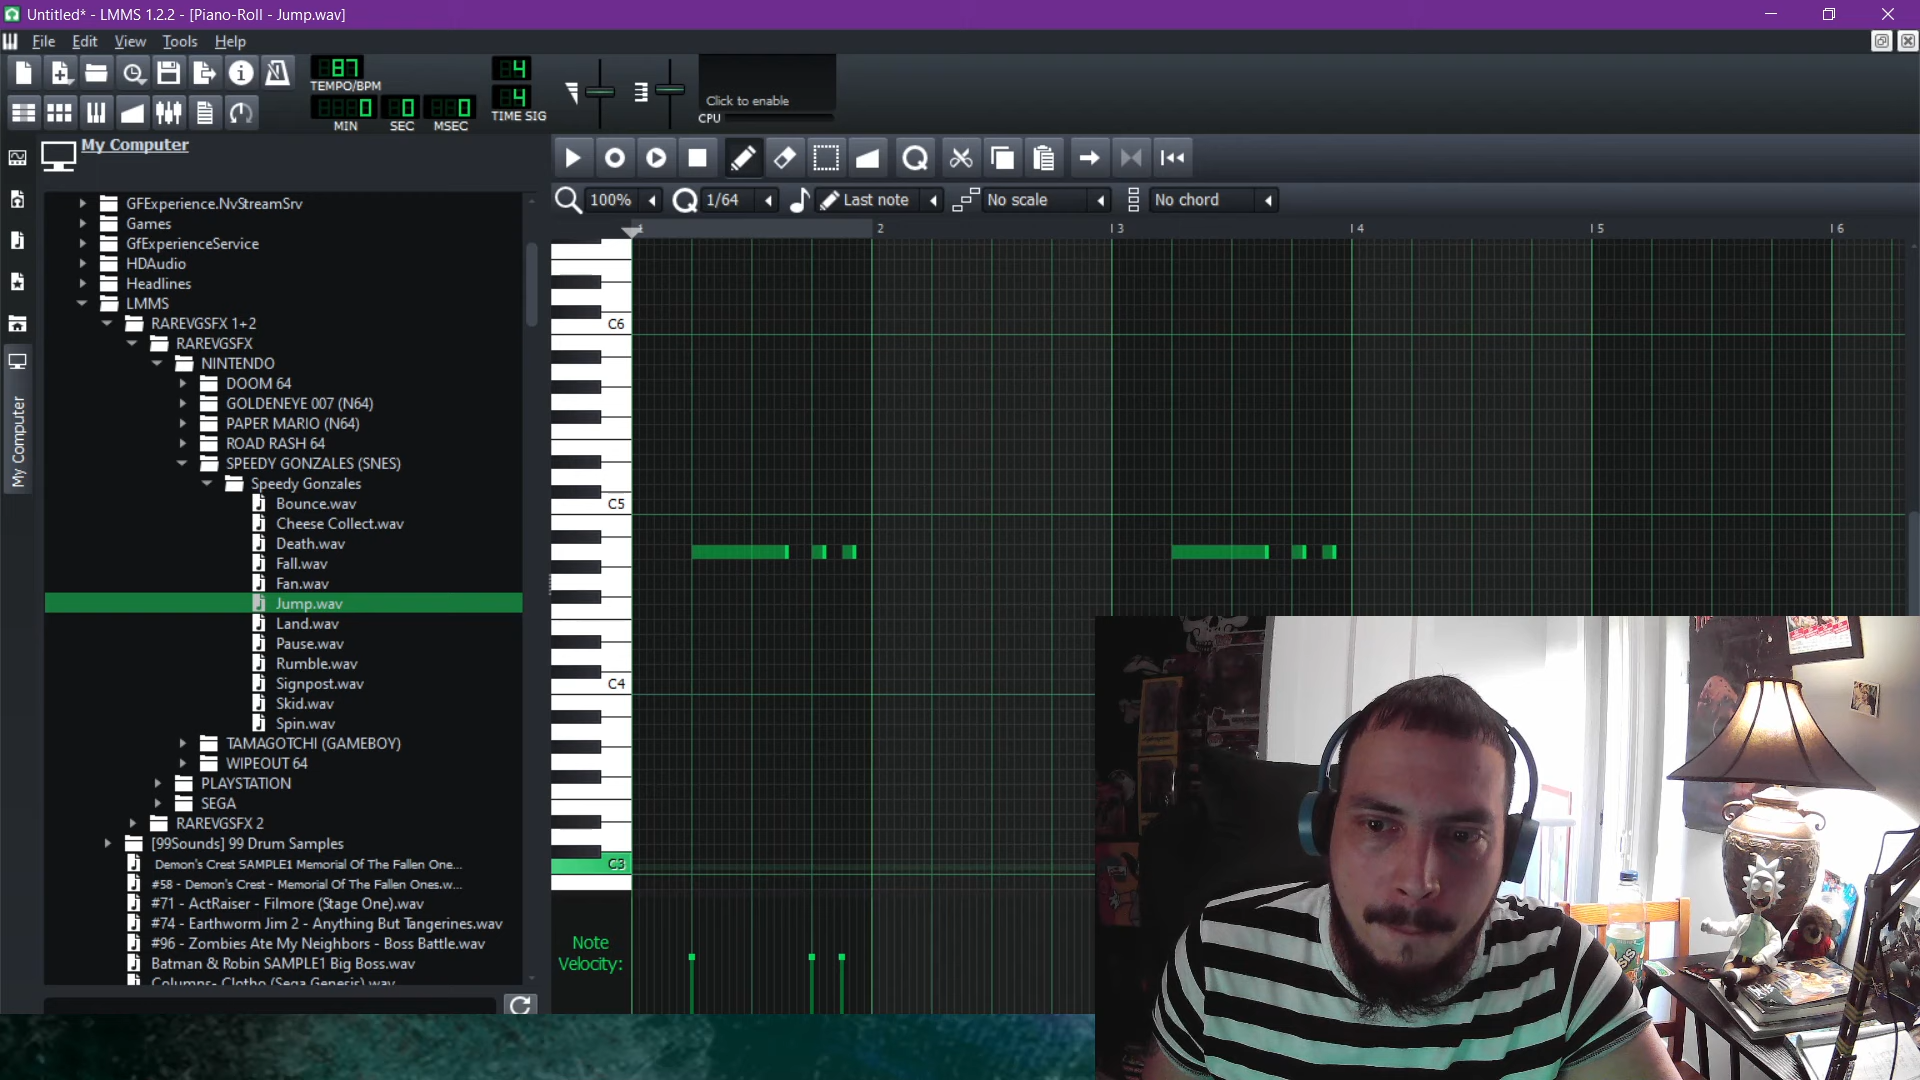 Untitled* - LMMS 1.2.2 - [Piano-Roll - Jump.wav]
File Edit View Tools Help
87
TEMPO/BPM
0 0 0
MIN SEC MSEC
4
4
TIME SIG
Click to enable
CPU
My Computer
My Computer
100% 1/64 Last note No scale No chord
1 2 3 4 5 6
GFExperience.NvStreamSrv
Games
GfExperienceService
HDAudio
Headlines
LMMS
RAREVGSFX 1+2
RAREVGSFX
NINTENDO
DOOM 64
GOLDENEYE 007 (N64)
PAPER MARIO (N64)
ROAD RASH 64
SPEEDY GONZALES (SNES)
Speedy Gonzales
Bounce.wav
Cheese Collect.wav
Death.wav
Fall.wav
Fan.wav
Jump.wav
Land.wav
Pause.wav
Rumble.wav
Signpost.wav
Skid.wav
Spin.wav
TAMAGOTCHI (GAMEBOY)
WIPEOUT 64
PLAYSTATION
SEGA
RAREVGSFX 2
[99Sounds] 99 Drum Samples
Demon's Crest SAMPLE1 Memorial Of The Fallen One...
#58 - Demon's Crest - Memorial Of The Fallen Ones.w...
#71 - ActRaiser - Filmore (Stage One).wav
#74 - Earthworm Jim 2 - Anything But Tangerines.wav
#96 - Zombies Ate My Neighbors - Boss Battle.wav
Batman & Robin SAMPLE1 Big Boss.wav
Columns- Clotho (Sega Genesis).wav
C6
C5
C4
C3
Note
Velocity: